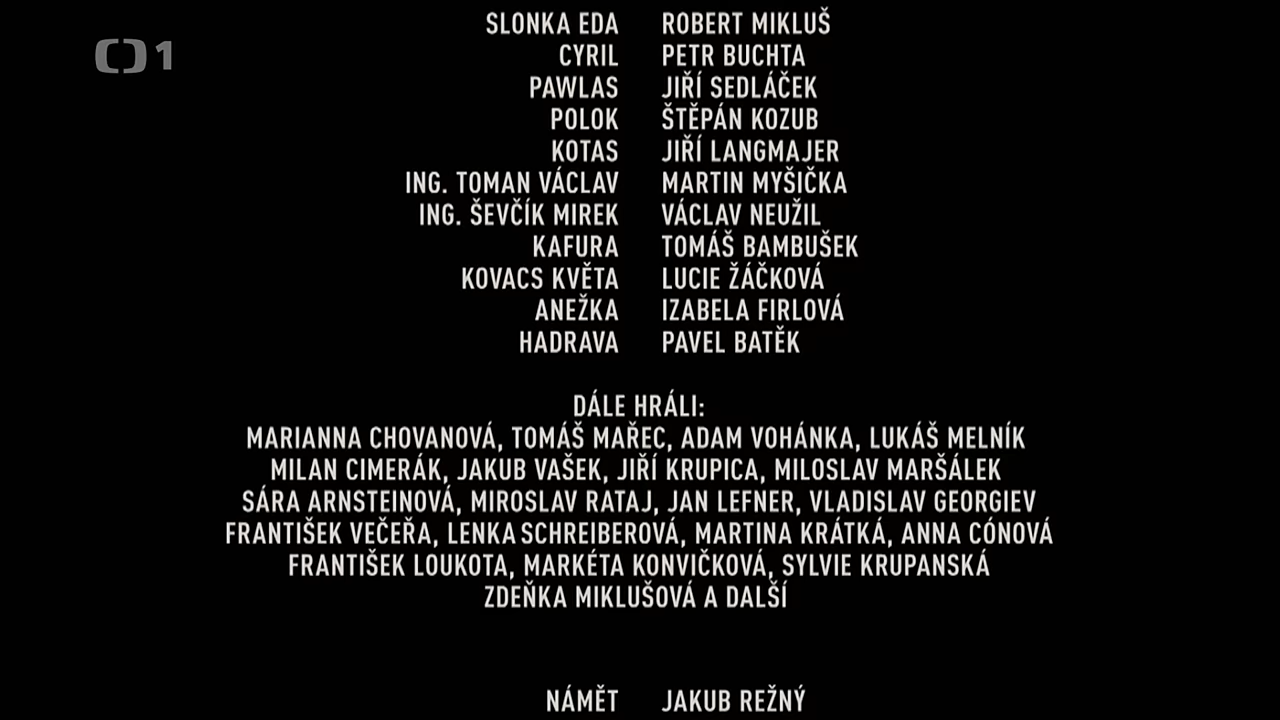 SLONKA EDA ROBERT MIKLUŠ
CYRIL PETR BUCHTA
PAWLAS JIŘÍ SEDLÁČEK
POLOK ŠTĚPÁN KOZUB
KOTAS JIŘÍ LANGMAJER
ING. TOMAN VÁCLAV MARTIN MYŠIČKA
ING. ŠEVČÍK MIREK VÁCLAV NEUŽIL
KAFURA TOMÁŠ BAMBUŠEK
KOVACS KVĚTA LUCIE ŽÁČKOVÁ
ANEŽKA IZABELA FIRLOVÁ
HADRAVA PAVEL BATĚK
DÁLE HRÁLI:
MARIANNA CHOVANOVÁ, TOMÁŠ MAŘEC, ADAM VOHÁNKA, LUKÁŠ MELNÍK
MILAN CIMERÁK, JAKUB VAŠEK, JIŘÍ KRUPICA, MILOSLAV MARŠÁLEK
SÁRA ARNSTEINOVÁ, MIROSLAV RATAJ, JAN LEFNER, VLADISLAV GEORGIEV
FRANTIŠEK VEČEŘA, LENKA SCHREIBEROVÁ, MARTINA KRÁTKÁ, ANNA CÓNOVÁ
FRANTIŠEK LOUKOTA, MARKÉTA KONVIČKOVÁ, SYLVIE KRUPANSKÁ
ZDEŇKA MIKLUŠOVÁ A DALŠÍ
NÁMĚT JAKUB REŽNÝ
C1